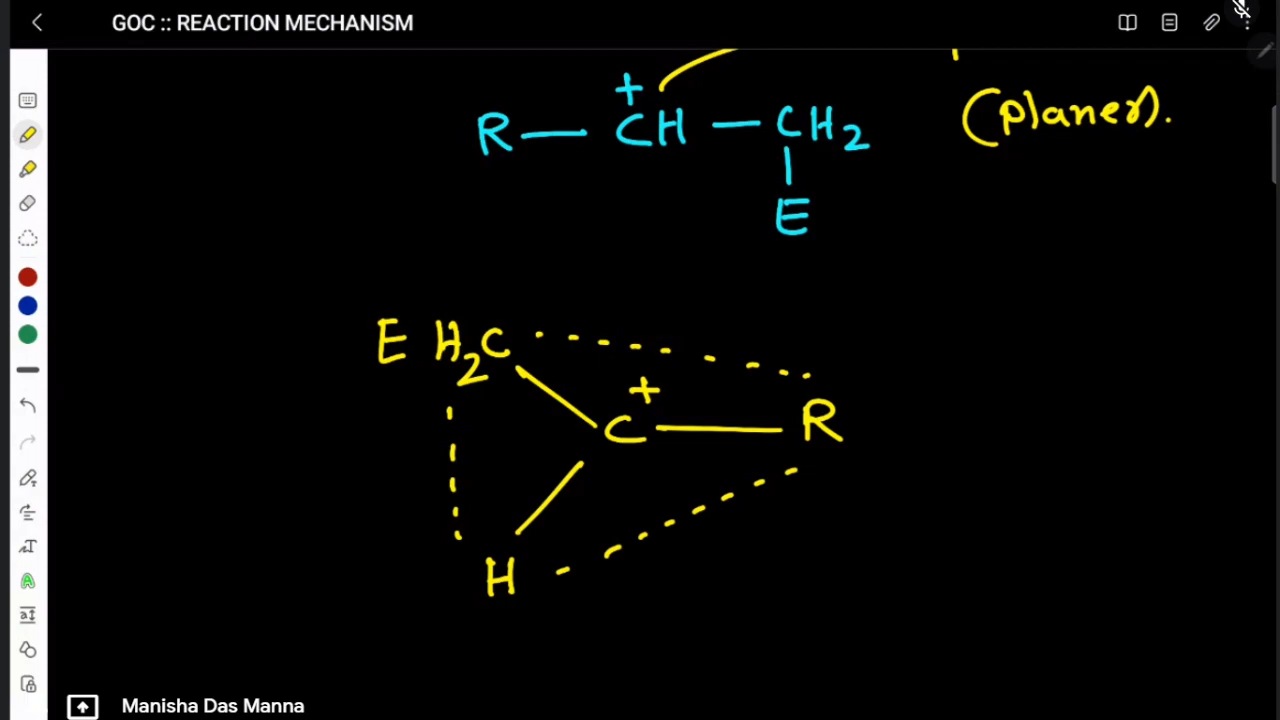 GOC :: REACTION MECHANISM
R — CH⁺ — CH₂
(planer).
E
E H₂C
C⁺ — R
H
Manisha Das Manna